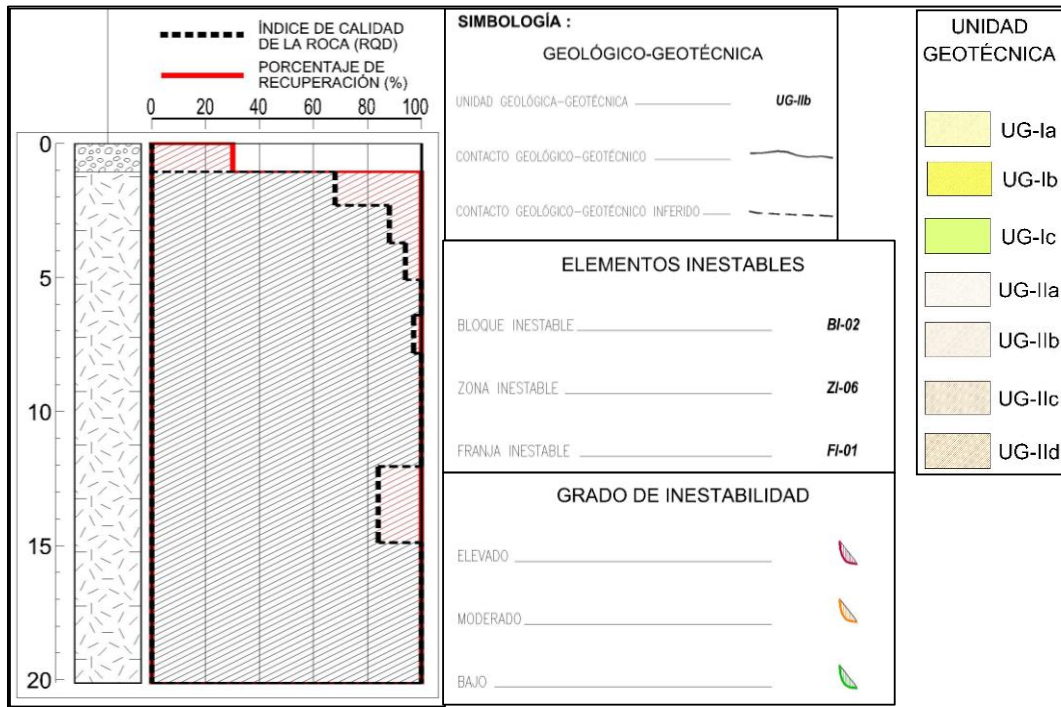 ÍNDICE DE CALIDAD
DE LA ROCA (RQD)
PORCENTAJE DE
RECUPERACIÓN (%)
0 20 40 60 80 100
0
5
10
15
20
SIMBOLOGÍA :
GEOLÓGICO-GEOTÉCNICA
UNIDAD GEOLÓGICA-GEOTÉCNICA UG-IIb
CONTACTO GEOLÓGICO-GEOTÉCNICO
CONTACTO GEOLÓGICO-GEOTÉCNICO INFERIDO
ELEMENTOS INESTABLES
BLOQUE INESTABLE BI-02
ZONA INESTABLE ZI-06
FRANJA INESTABLE FI-01
GRADO DE INESTABILIDAD
ELEVADO
MODERADO
BAJO
UNIDAD
GEOTÉCNICA
UG-Ia
UG-Ib
UG-Ic
UG-IIa
UG-IIb
UG-IIc
UG-IId